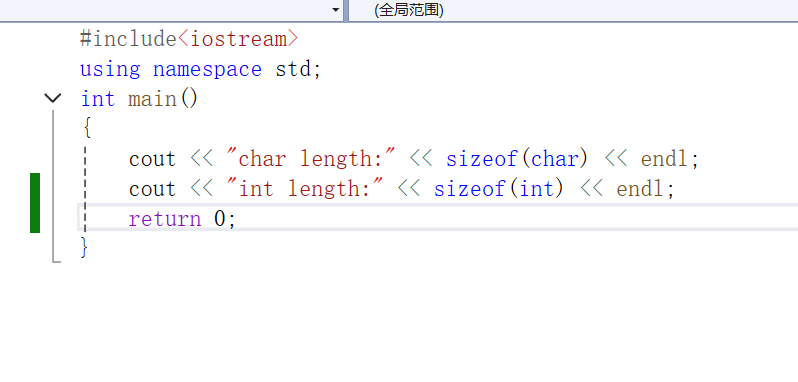 (全局范围)
#include<iostream>
using namespace std;
int main()
{
cout << "char length:" << sizeof(char) << endl;
cout << "int length:" << sizeof(int) << endl;
return 0;
}